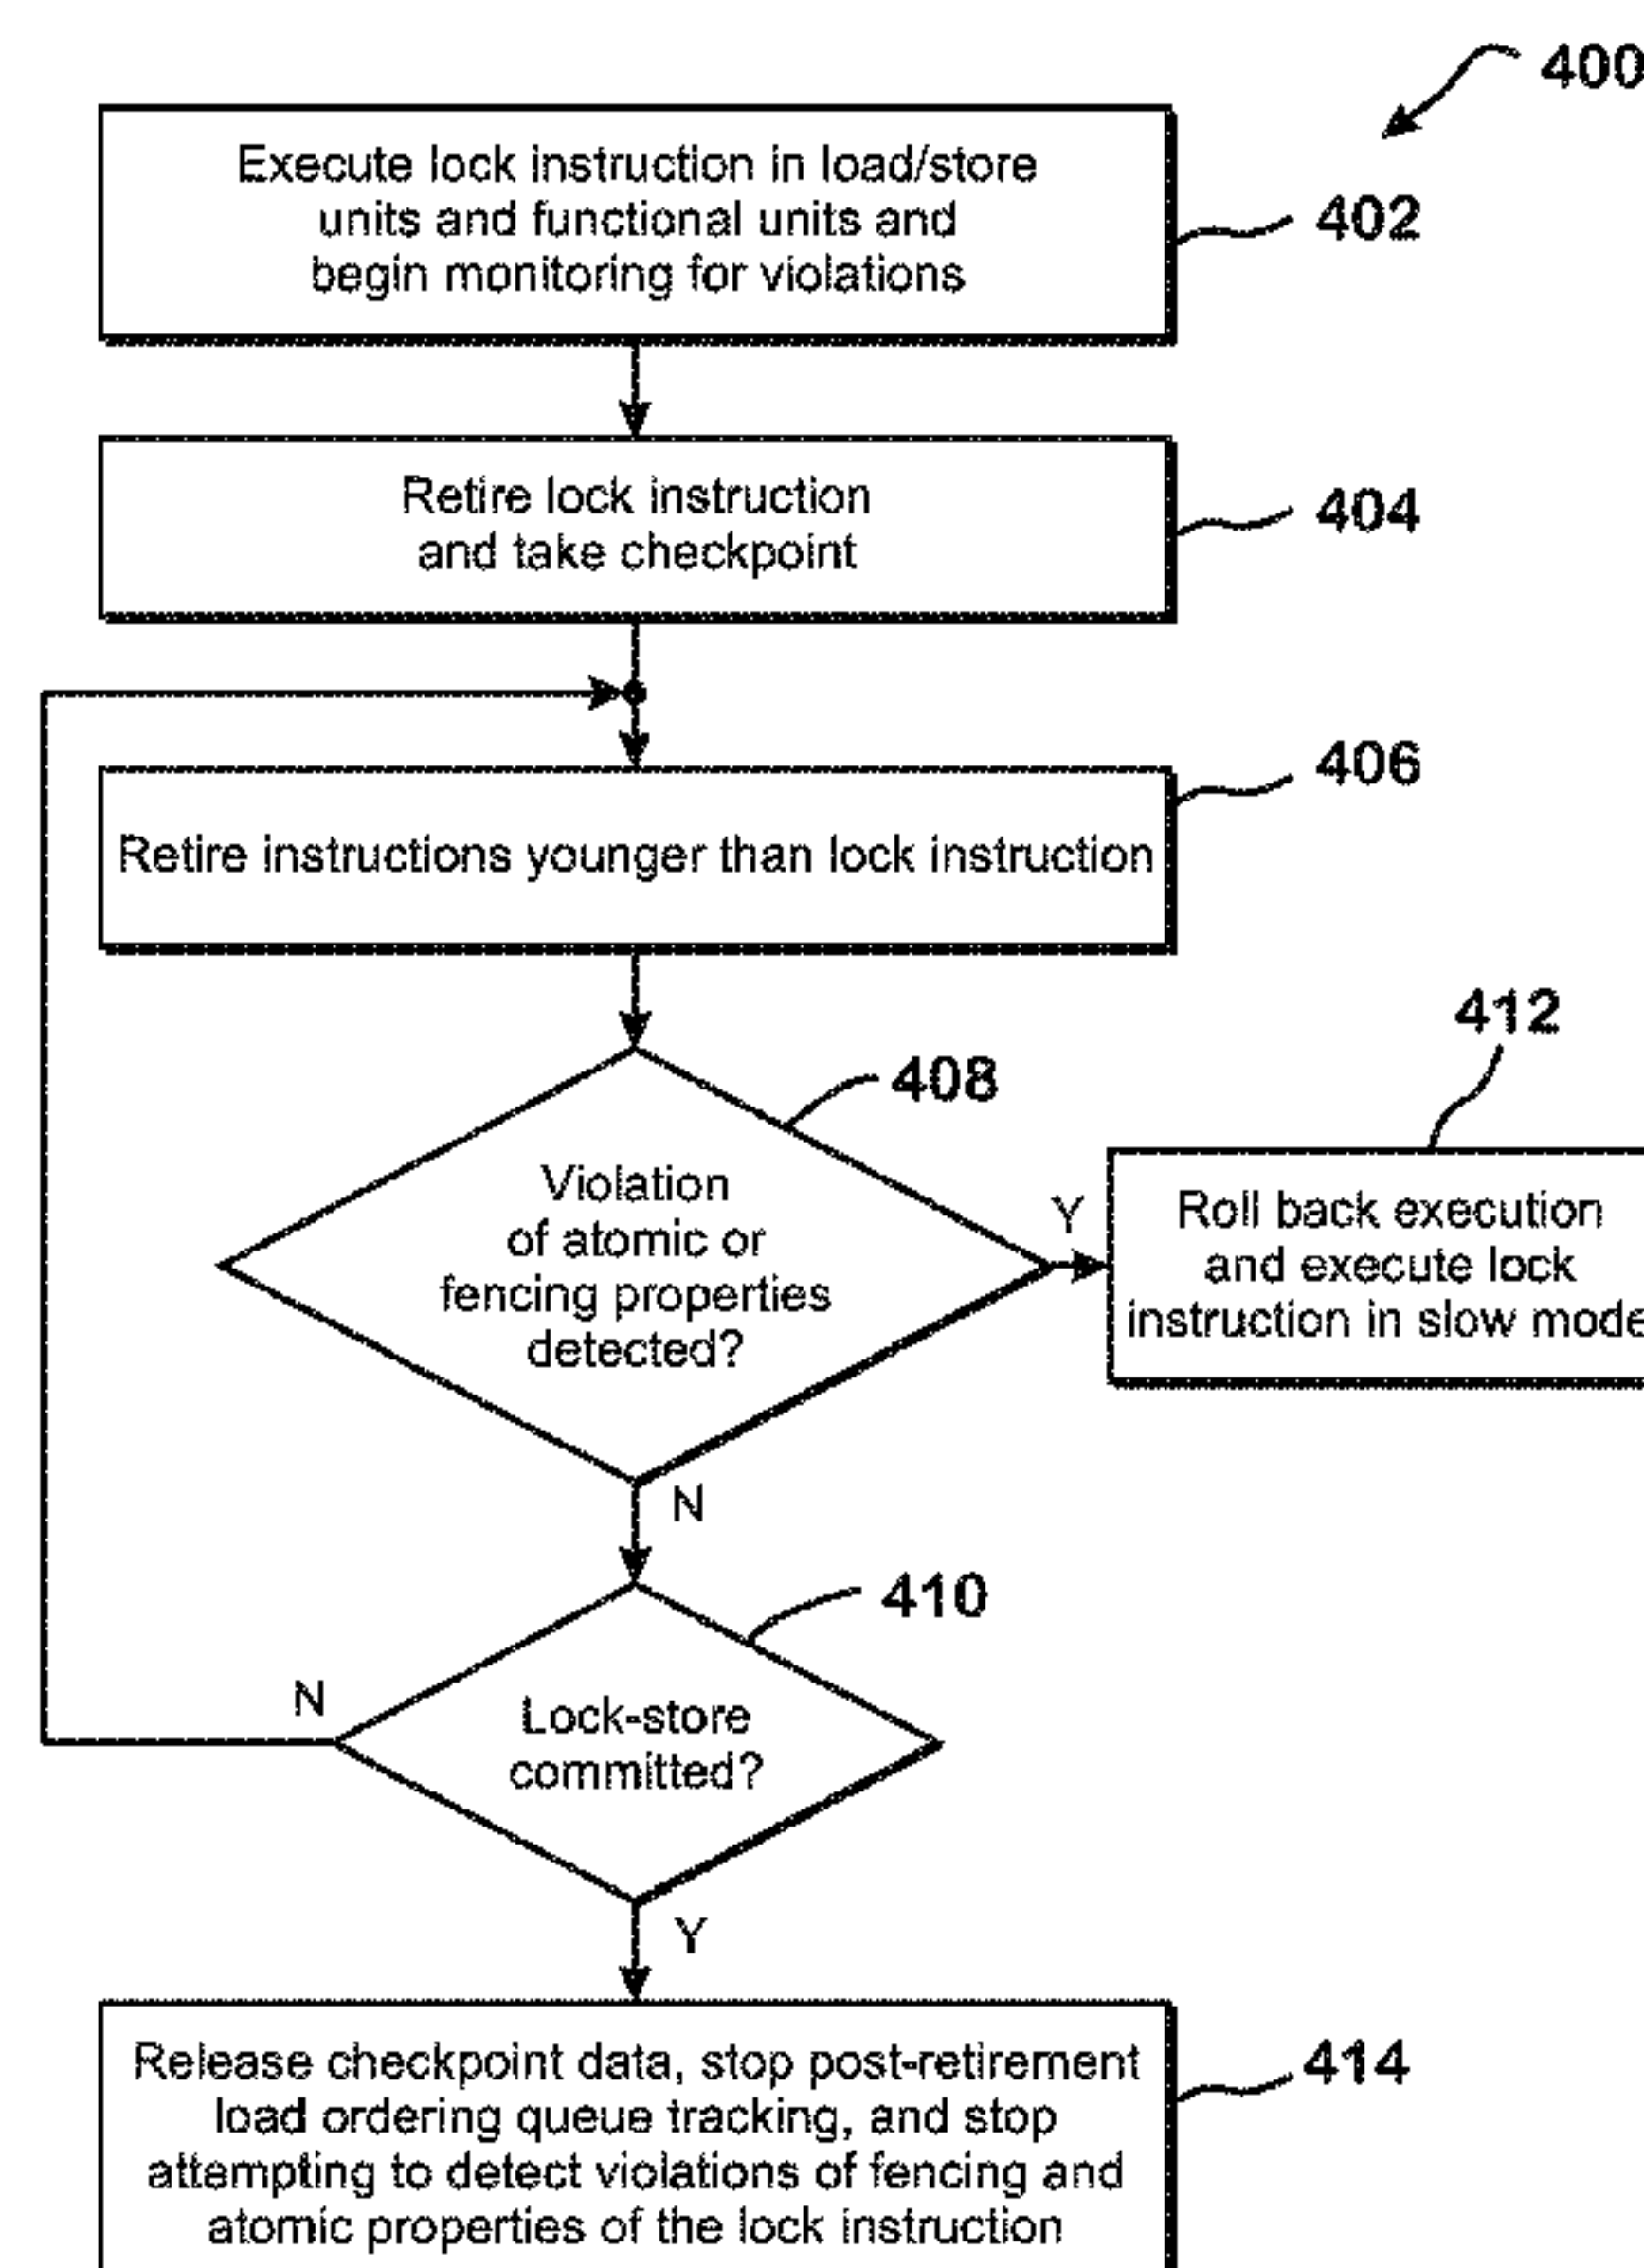 400
Execute lock instruction in load/store
units and functional units and
begin monitoring for violations
402
Retire lock instruction
and take checkpoint
404
406
Retire instructions younger than lock instruction
412
408
Violation
of atomic or
fencing properties
detected?
Y
Roll back execution
and execute lock
instruction in slow mode
N
410
Lock-store
committed?
N
Y
Release checkpoint data, stop post-retirement
load ordering queue tracking, and stop
attempting to detect violations of fencing and
atomic properties of the lock instruction
414